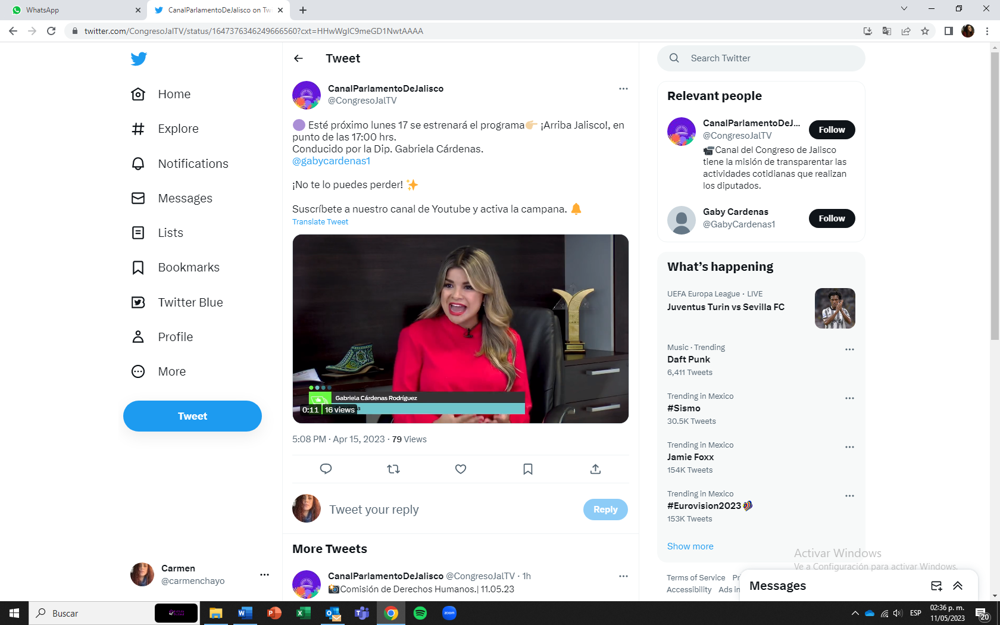 WhatsApp
CanalParlamentoDeJalisco on Tw
twitter.com/CongresoJalTV/status/1647376346249666560?cxt=HHwWgIC9meGD1NwtAAAA
Home
Explore
Notifications
Messages
Lists
Bookmarks
Twitter Blue
Profile
More
Tweet
Carmen
@carmenchayo
Tweet
CanalParlamentoDeJalisco
@CongresoJalTV
🟣 Esté próximo lunes 17 se estrenará el programa👉 ¡Arriba Jalisco!, en
punto de las 17:00 hrs.
Conducido por la Dip. Gabriela Cárdenas.
@gabycardenas1
¡No te lo puedes perder! ✨
Suscríbete a nuestro canal de Youtube y activa la campana. 🔔
Translate Tweet
Gabriela Cárdenas Rodríguez
0:11 16 views
5:08 PM · Apr 15, 2023 · 79 Views
Tweet your reply
Reply
More Tweets
CanalParlamentoDeJalisco @CongresoJalTV · 1h
📸Comisión de Derechos Humanos.| 11.05.23
Search Twitter
Relevant people
CanalParlamentoDeJ...
@CongresoJalTV
Follow
📹Canal del Congreso de Jalisco
tiene la misión de transparentar las
actividades cotidianas que realizan
los diputados.
Gaby Cardenas
@GabyCardenas1
Follow
What's happening
UEFA Europa League · LIVE
Juventus Turin vs Sevilla FC
Music · Trending
Daft Punk
6,411 Tweets
Trending in Mexico
#Sismo
30.5K Tweets
Trending in Mexico
Jamie Foxx
154K Tweets
Trending in Mexico
#Eurovision2023
153K Tweets
Show more
Activar Windows
Ve a Configuración para activar Windows.
Terms of Service Pr
Accessibility Ads in
Messages
Buscar
ESP
02:36 p. m.
11/05/2023
20